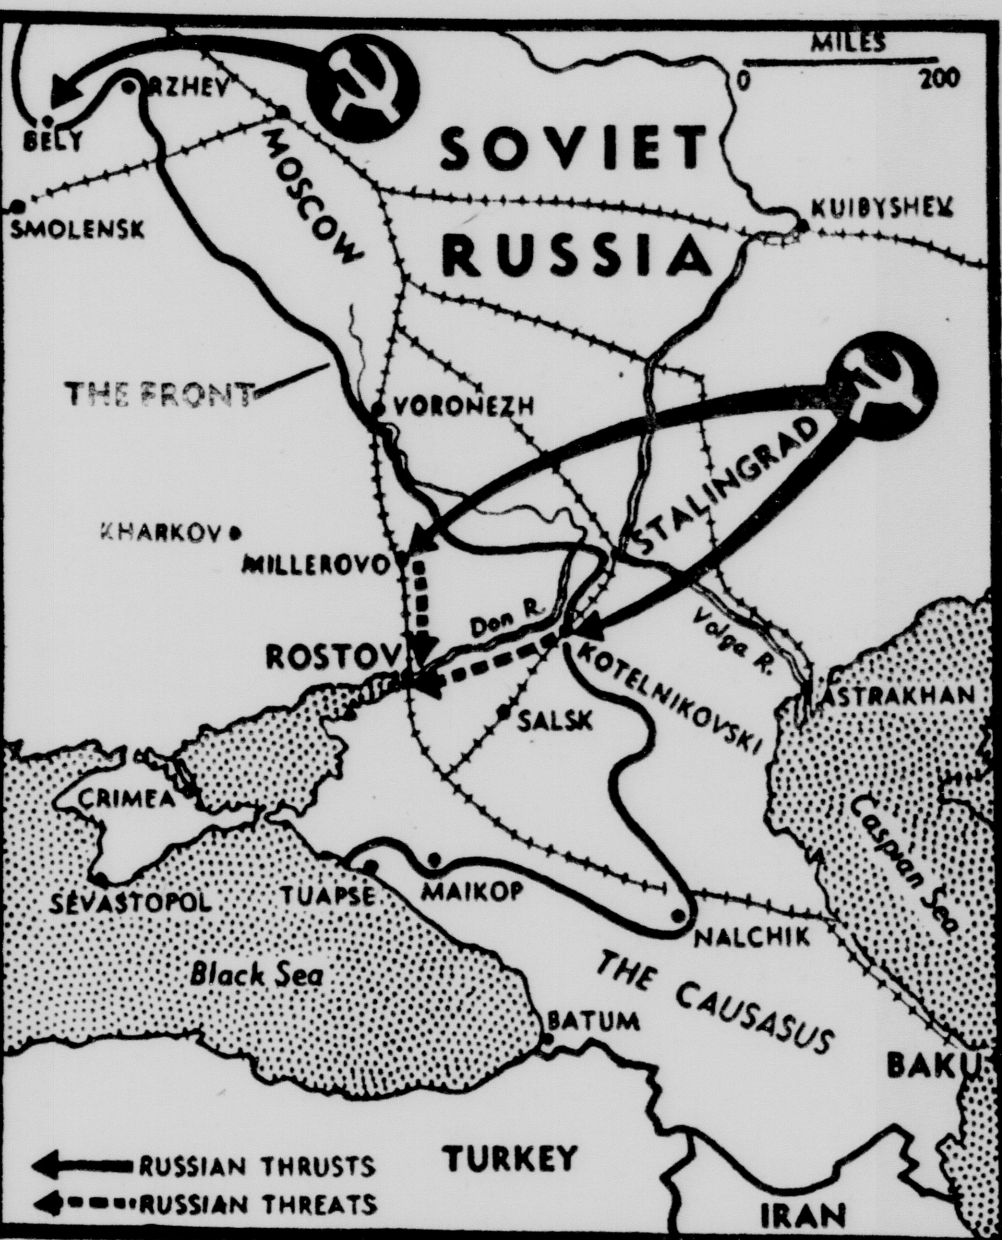 MILES
0 200
RZHEV
BELY
SOVIET
MOSCOW
SMOLENSK
KUIBYSHEV
RUSSIA
THE FRONT
VORONEZH
STALINGRAD
KHARKOV
MILLEROVO
Don R.
Volga R.
ROSTOV
KOTELNIKOVSKI
ASTRAKHAN
SALSK
CRIMEA
Caspian Sea
SEVASTOPOL
TUAPSE
MAIKOP
NALCHIK
Black Sea
THE CAUSASUS
BATUM
BAKU
RUSSIAN THRUSTS
TURKEY
RUSSIAN THREATS
IRAN